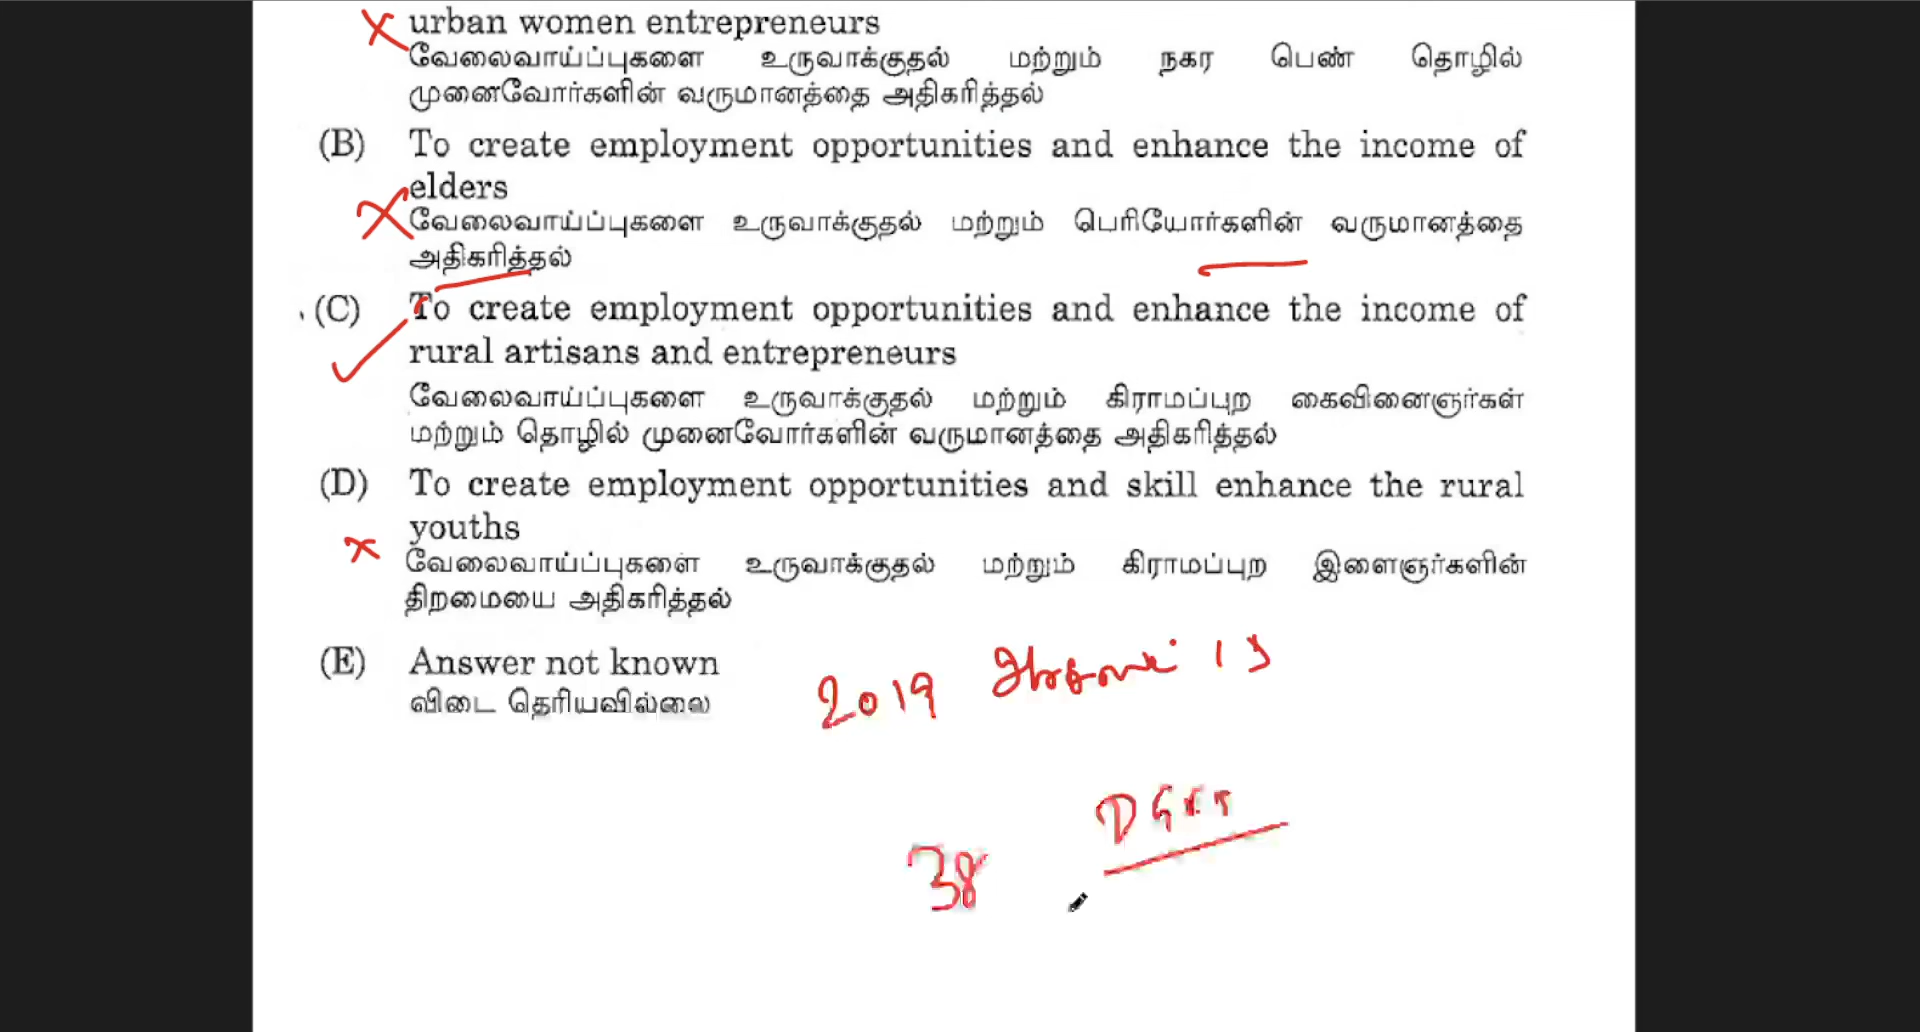 urban women entrepreneurs
வேலைவாய்ப்புகளை உருவாக்குதல் மற்றும் நகர பெண் தொழில்
முனைவோர்களின் வருமானத்தை அதிகரித்தல்
(B) To create employment opportunities and enhance the income of
elders
வேலைவாய்ப்புகளை உருவாக்குதல் மற்றும் பெரியோர்களின் வருமானத்தை
அதிகரித்தல்
(C) To create employment opportunities and enhance the income of
rural artisans and entrepreneurs
வேலைவாய்ப்புகளை உருவாக்குதல் மற்றும் கிராமப்புற கைவினைஞர்கள்
மற்றும் தொழில் முனைவோர்களின் வருமானத்தை அதிகரித்தல்
(D) To create employment opportunities and skill enhance the rural
youths
வேலைவாய்ப்புகளை உருவாக்குதல் மற்றும் கிராமப்புற இளைஞர்களின்
திறமையை அதிகரித்தல்
(E) Answer not known
விடை தெரியவில்லை
2019
38